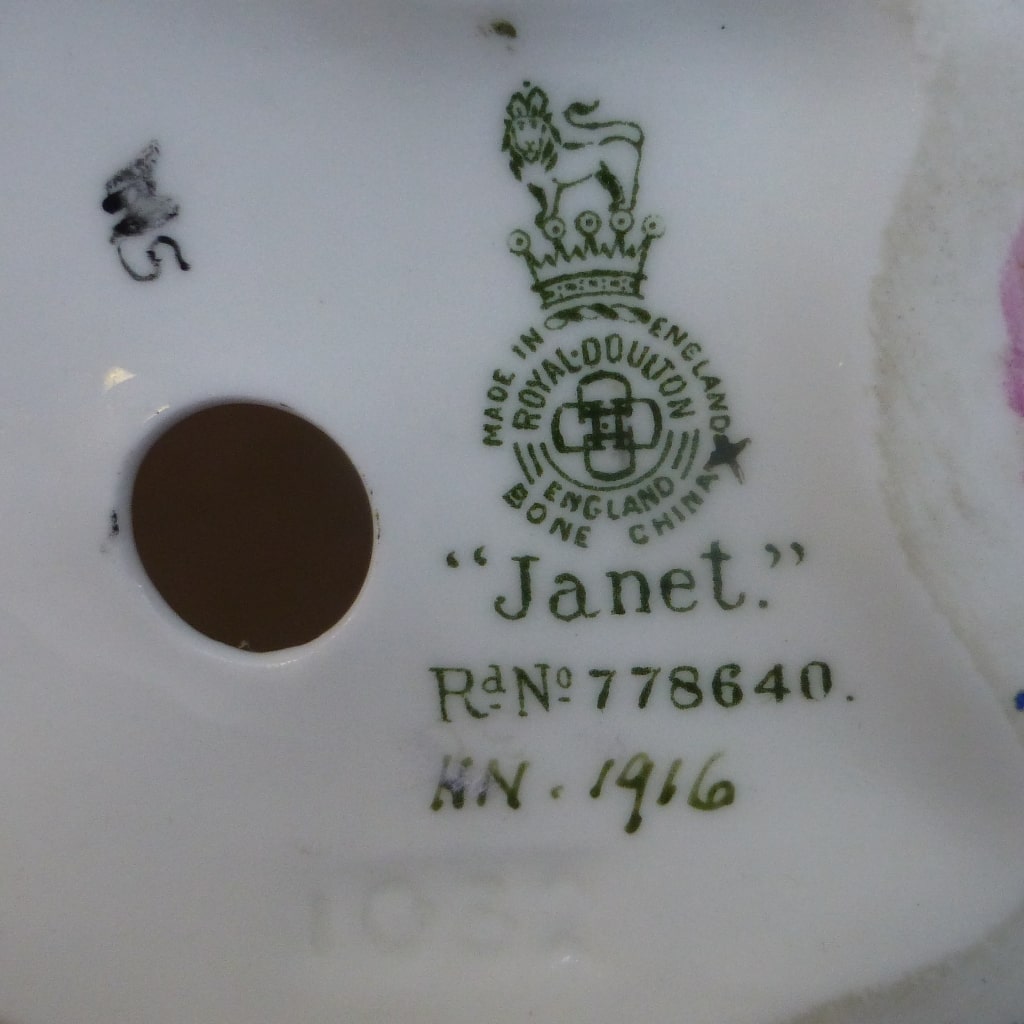 MADE IN ENGLAND
ROYAL·DOULTON
ENGLAND
BONE CHINA
“Janet.”
Rd No 778640.
HN. 1916